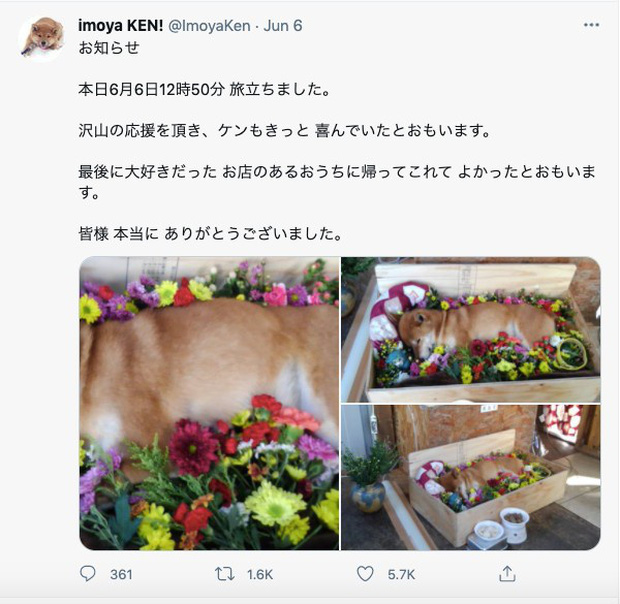 imoya KEN! @ImoyaKen · Jun 6
お知らせ
本日6月6日12時50分 旅立ちました。
沢山の応援を頂き、ケンもきっと 喜んでいたとおもいます。
最後に大好きだった お店のあるおうちに帰ってこれて よかったとおもいま
す。
皆様 本当に ありがとうございました。
361 1.6K 5.7K